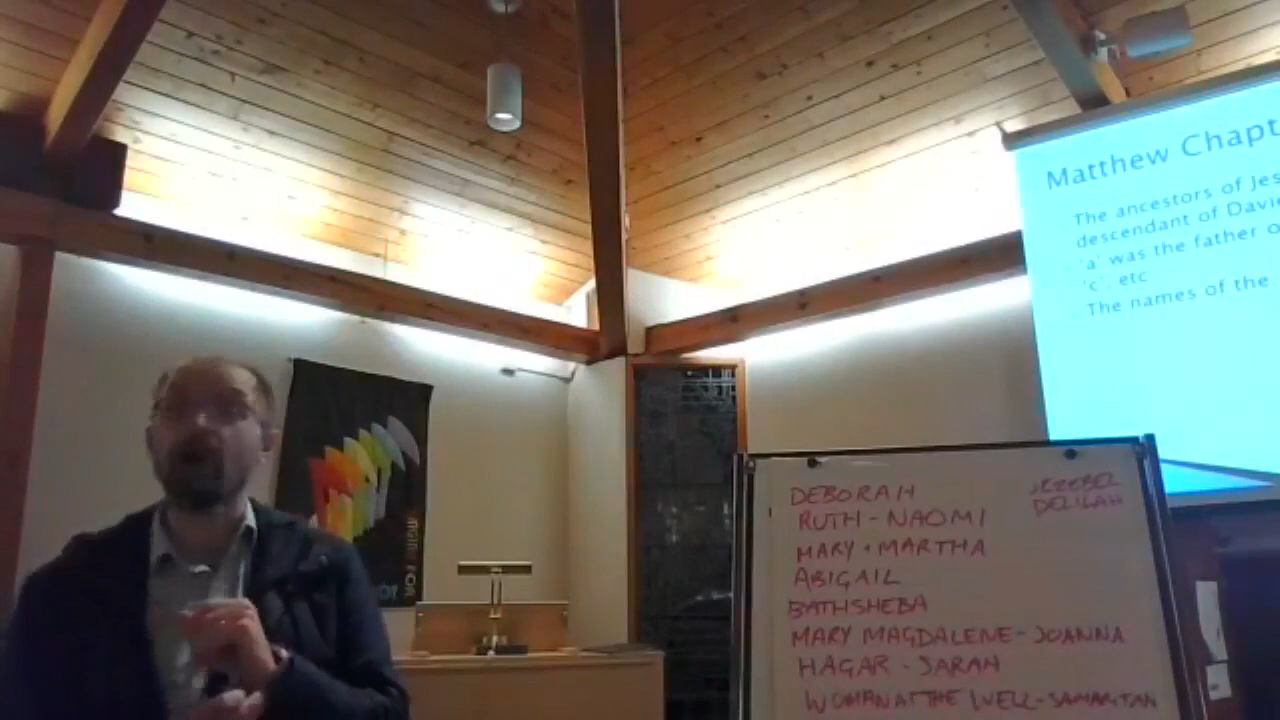 Matthew Chapt
The ancestors of Jes
descendant of Davi
'a' was the father o
'c', etc
The names of the
DEBORAH
JEZEBEL
DELILAH
RUTH - NAOMI
MARY + MARTHA
ABIGAIL
BATHSHEBA
MARY MAGDALENE - JOANNA
HAGAR - SARAH
WOMAN AT THE WELL - SAMARITAN
FOR